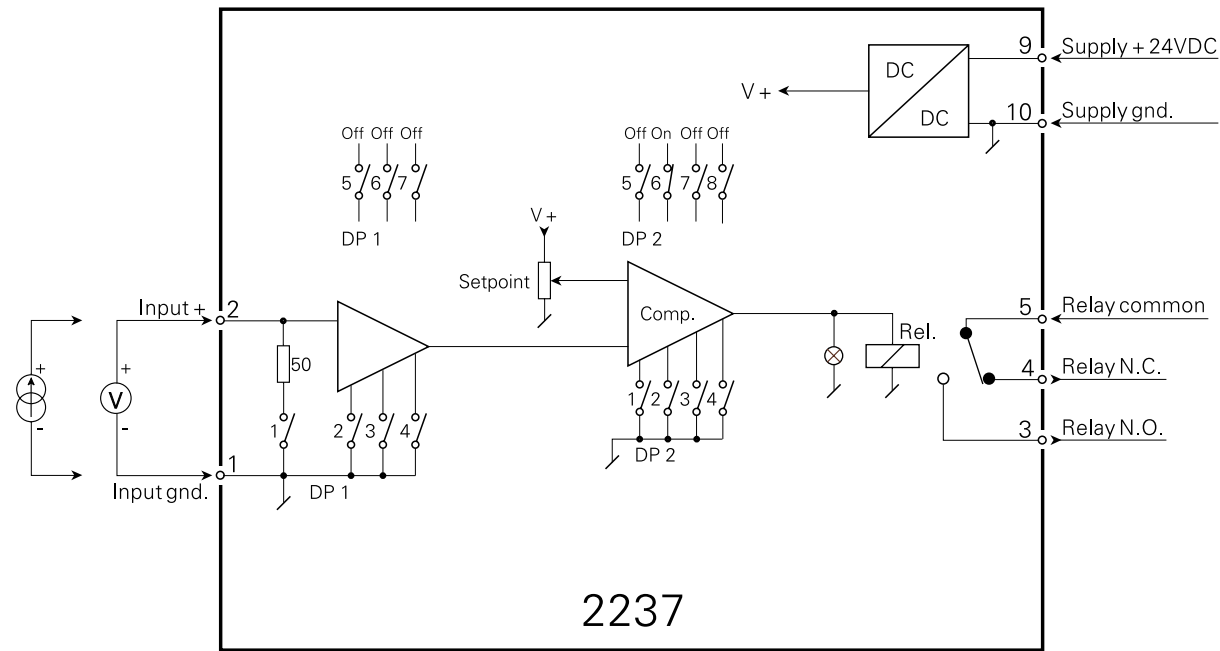 9 Supply + 24VDC
DC
V +
DC
10 Supply gnd.
Off Off Off
Off On Off Off
5 6 7
5 6 7 8
DP 1
V +
DP 2
Setpoint
Input + 2
Comp.
5 Relay common
Rel.
50
+ +
V
- -
4 Relay N.C.
1 2 3 4
1 2 3 4
3 Relay N.O.
DP 2
1
Input gnd.
DP 1
2237